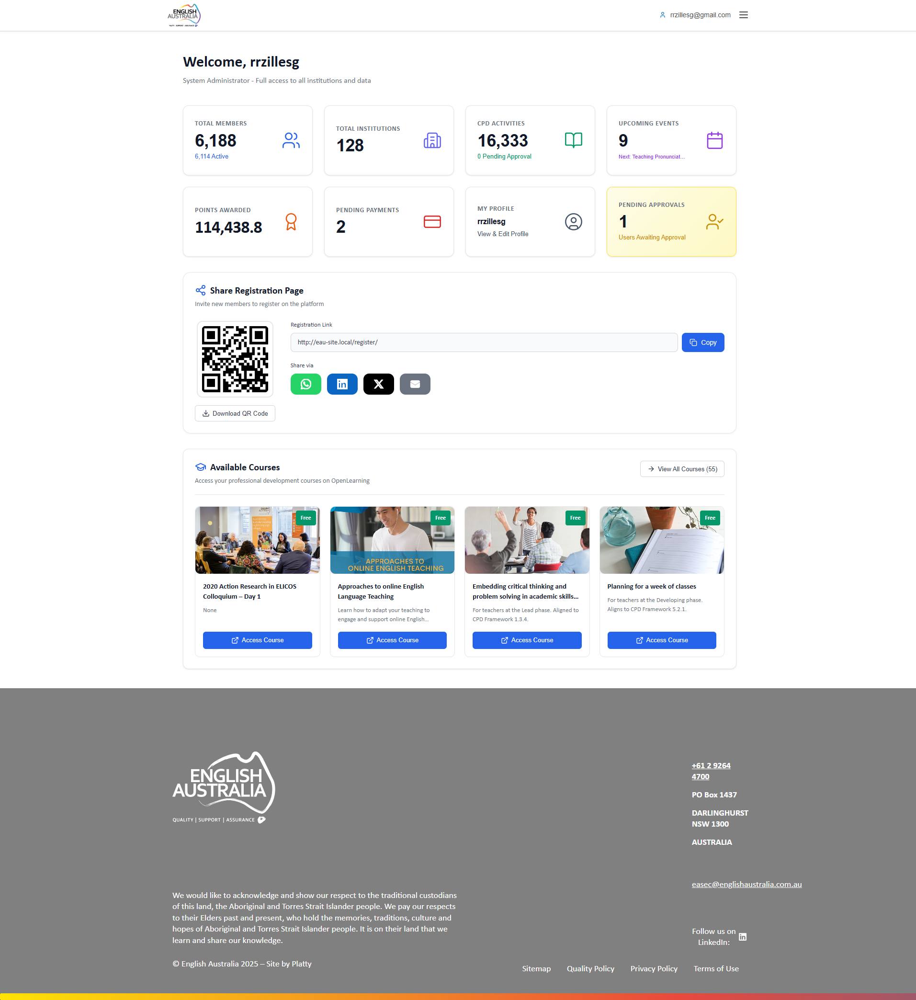 ENGLISH
AUSTRALIA
QUALITY | SUPPORT | ASSURANCE
rrzillesg@gmail.com
Welcome, rrzillesg
System Administrator - Full access to all institutions and data
TOTAL MEMBERS
6,188
6,114 Active
TOTAL INSTITUTIONS
128
CPD ACTIVITIES
16,333
0 Pending Approval
UPCOMING EVENTS
9
Next: Teaching Pronunciat...
POINTS AWARDED
114,438.8
PENDING PAYMENTS
2
MY PROFILE
rrzillesg
View & Edit Profile
PENDING APPROVALS
1
Users Awaiting Approval
Share Registration Page
Invite new members to register on the platform
Registration Link
http://eau-site.local/register/
Copy
Share via
Download QR Code
Available Courses
Access your professional development courses on OpenLearning
View All Courses (55)
Free
2020 Action Research in ELICOS
Colloquium – Day 1
None
Access Course
Free
APPROACHES TO
ONLINE ENGLISH TEACHING
Approaches to online English
Language Teaching
Learn how to adapt your teaching to
engage and support online English...
Access Course
Free
Embedding critical thinking and
problem solving in academic skills...
For teachers at the Lead phase. Aligned to
CPD Framework 1.3.4.
Access Course
Free
Planning for a week of classes
For teachers at the Developing phase.
Aligns to CPD Framework 5.2.1.
Access Course
ENGLISH
AUSTRALIA
QUALITY | SUPPORT | ASSURANCE
+61 2 9264
4700
PO Box 1437
DARLINGHURST
NSW 1300
AUSTRALIA
easec@englishaustralia.com.au
We would like to acknowledge and show our respect to the traditional custodians
of this land, the Aboriginal and Torres Strait Islander people. We pay our respects
to their Elders past and present, who hold the memories, traditions, culture and
hopes of Aboriginal and Torres Strait Islander people. It is on their land that we
learn and share our knowledge.
Follow us on
LinkedIn:
© English Australia 2025 – Site by Platty
Sitemap
Quality Policy
Privacy Policy
Terms of Use